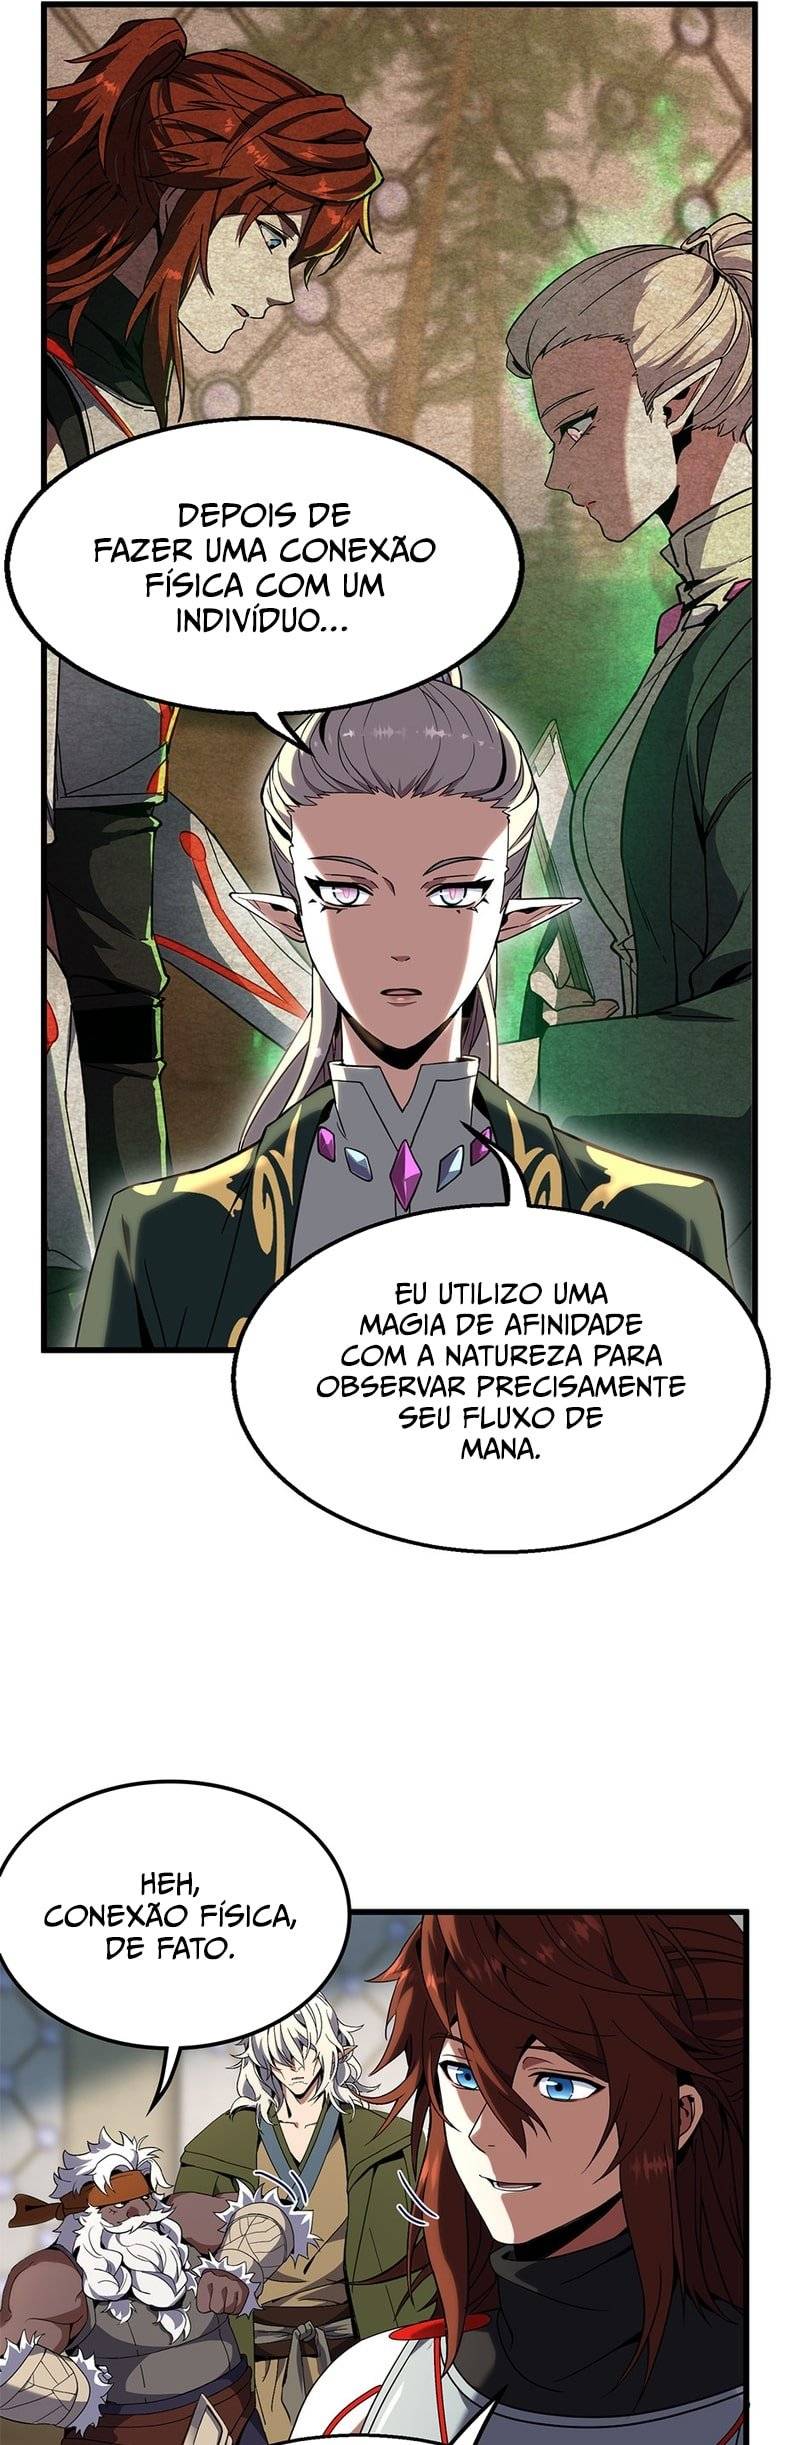 DEPOIS DE
FAZER UMA CONEXÃO
FÍSICA COM UM
INDIVÍDUO...
EU UTILIZO UMA
MAGIA DE AFINIDADE
COM A NATUREZA PARA
OBSERVAR PRECISAMENTE
SEU FLUXO DE
MANA.
HEH,
CONEXÃO FÍSICA,
DE FATO.